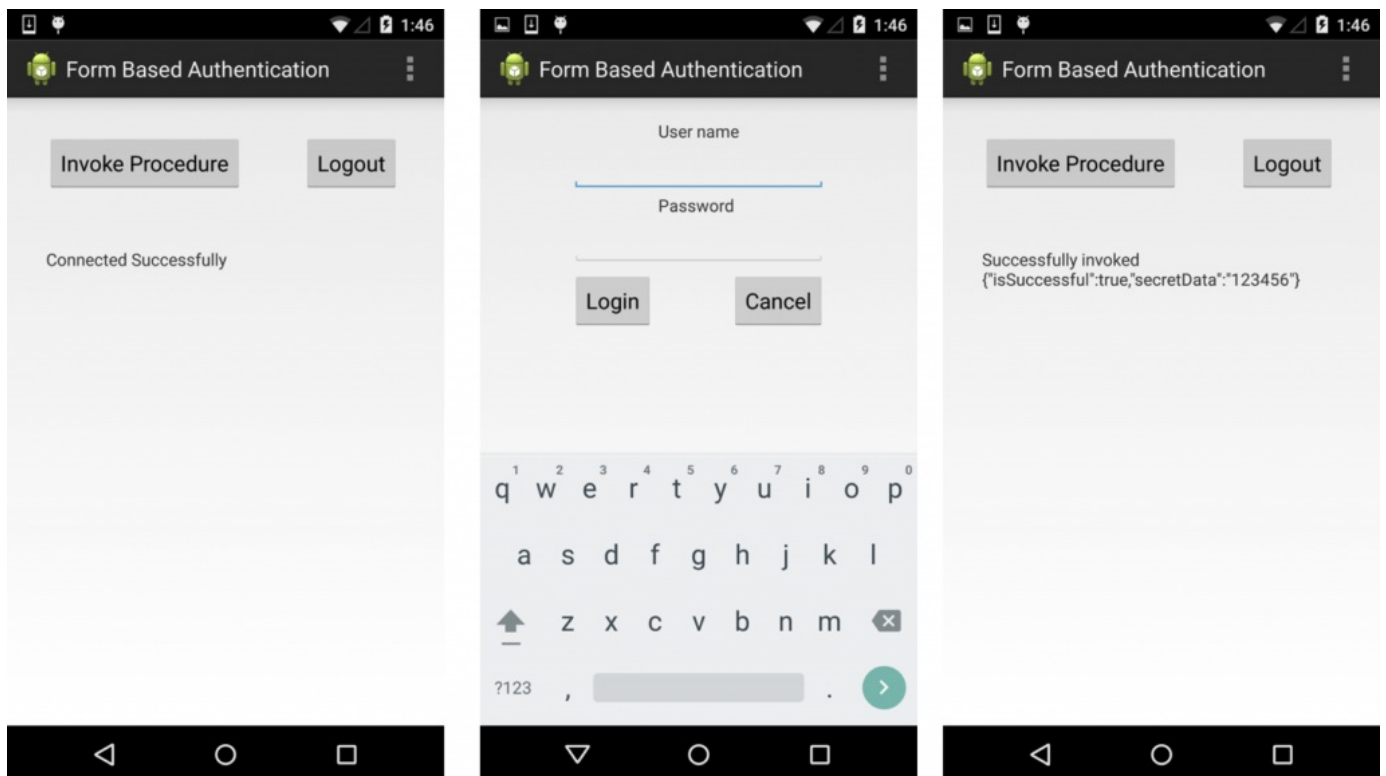 1:46
Form Based Authentication
Invoke Procedure Logout
Connected Successfully
1:46
Form Based Authentication
User name
Password
Login Cancel
1 2 3 4 5 6 7 8 9 0
q w e r t y u i o p
a s d f g h j k l
z x c v b n m
?123 , .
1:46
Form Based Authentication
Invoke Procedure Logout
Successfully invoked
{"isSuccessful":true,"secretData":"123456"}